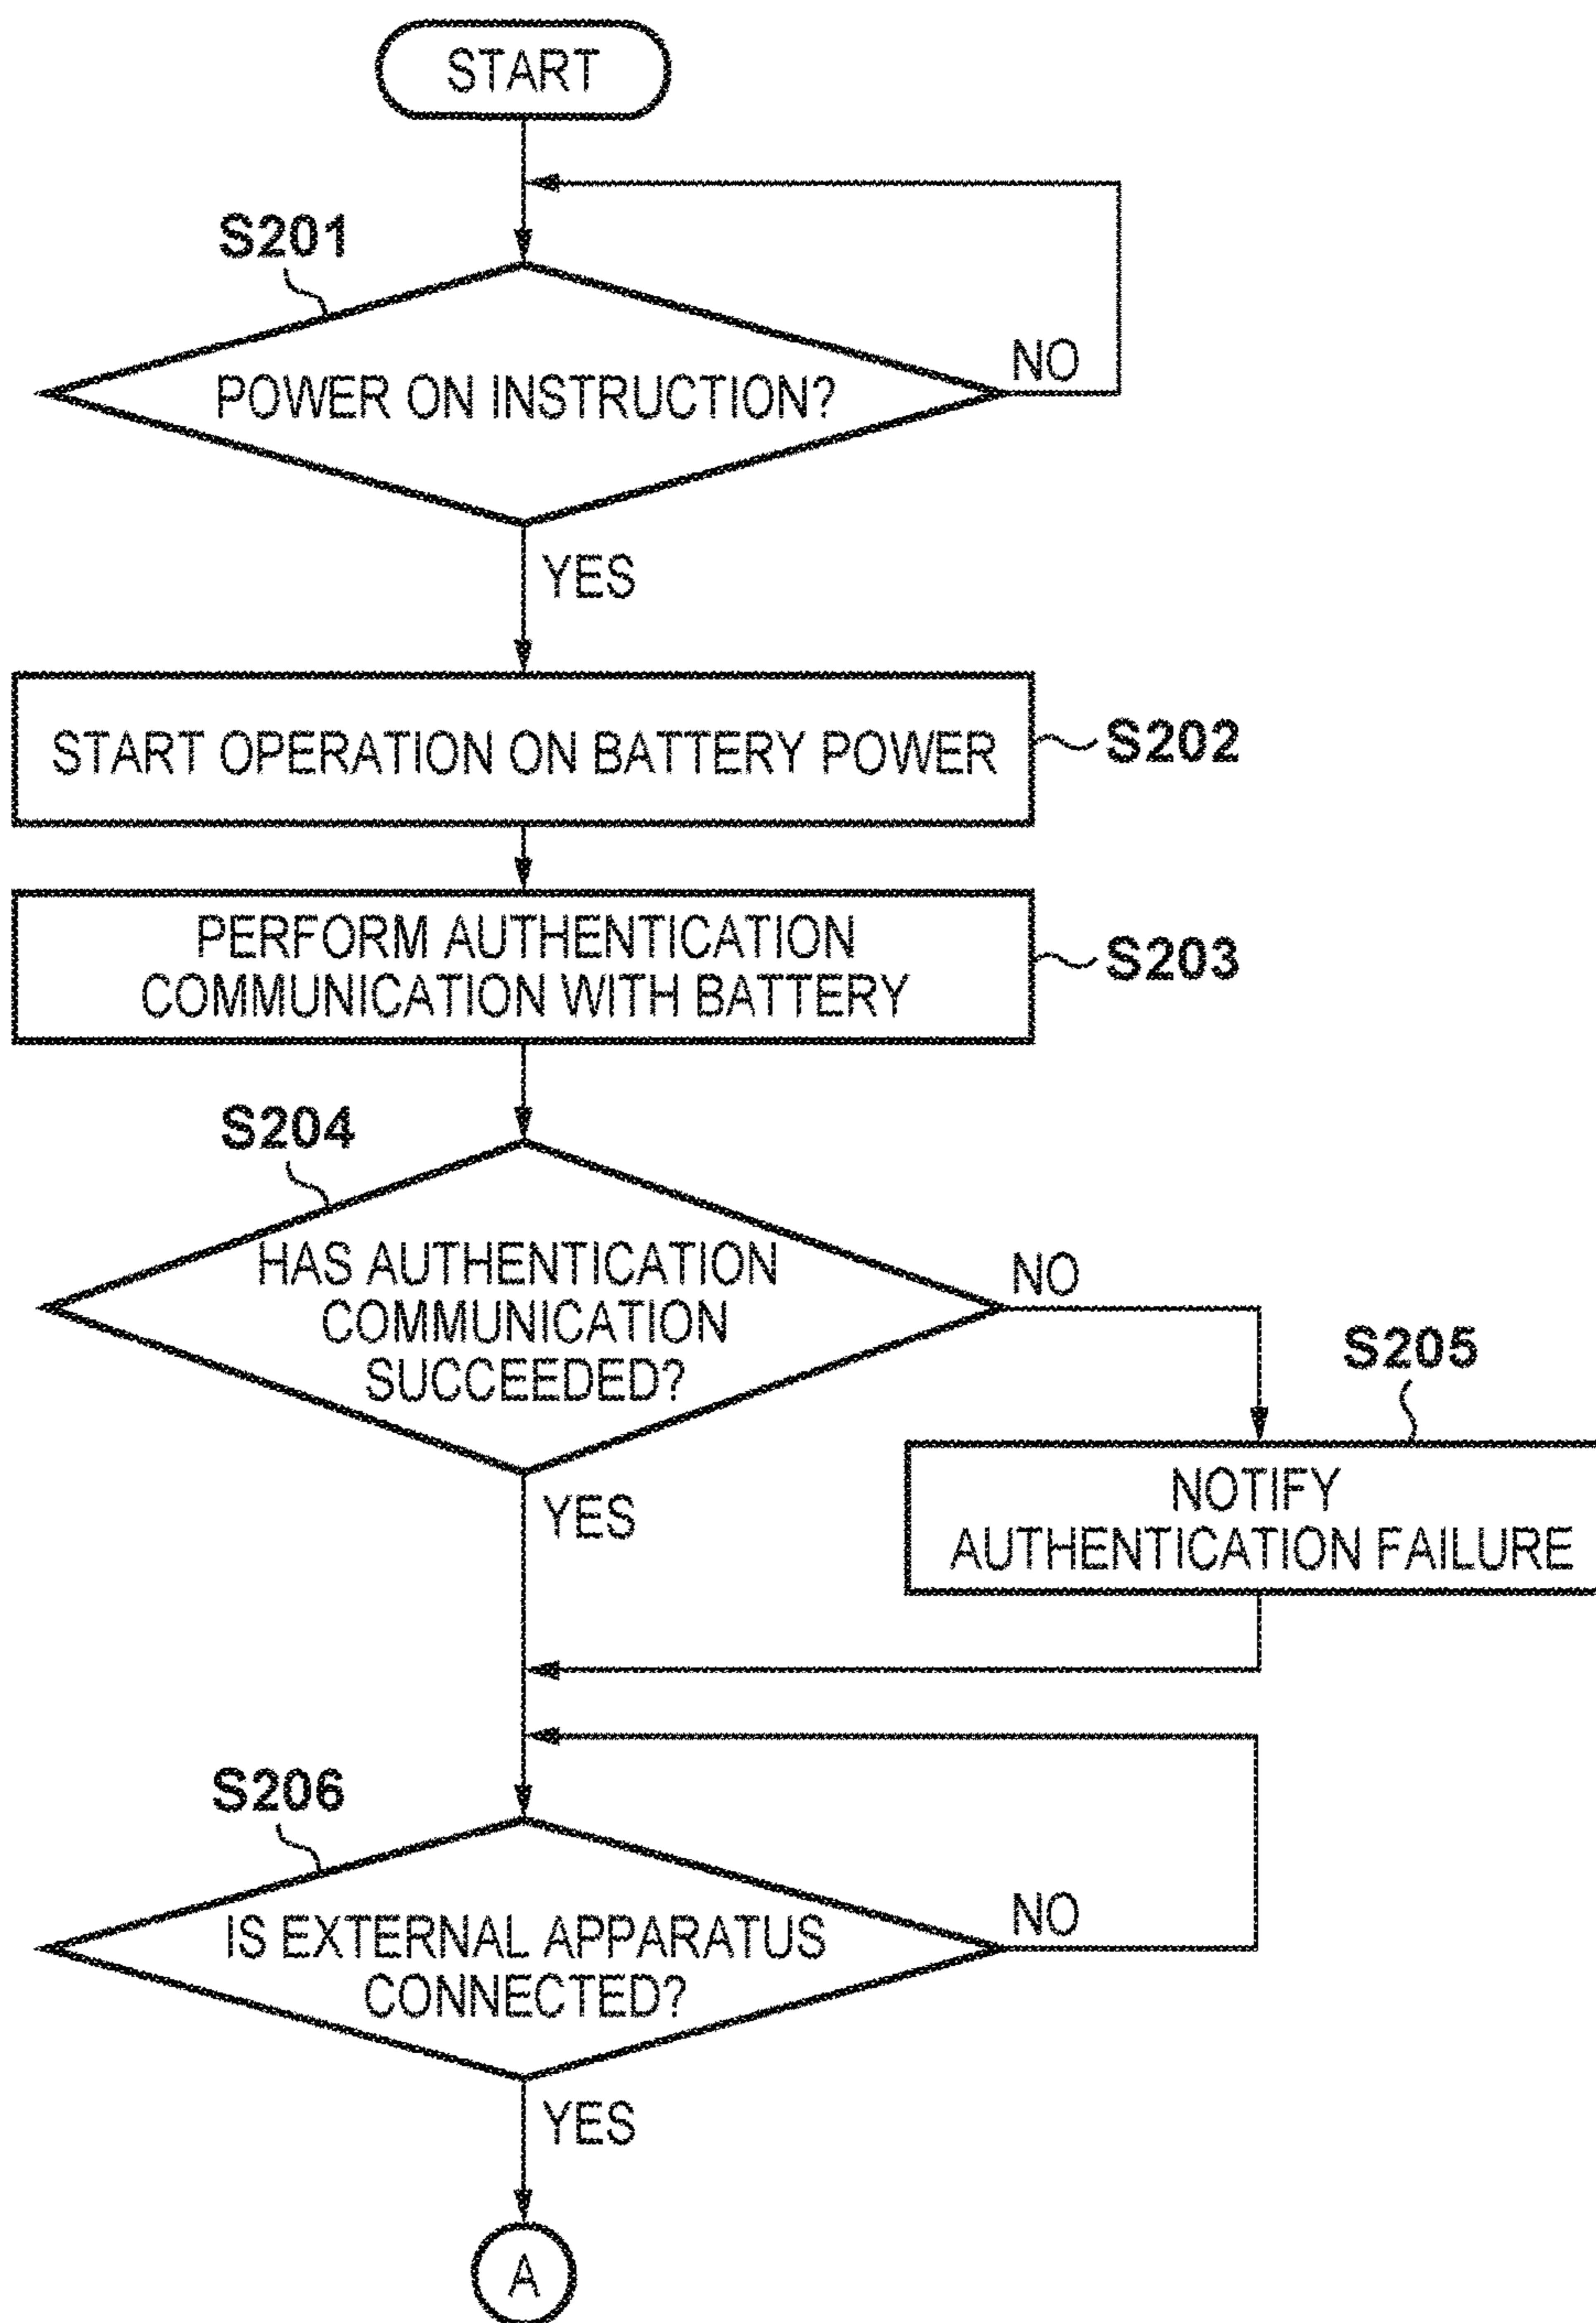 START
S201
NO
POWER ON INSTRUCTION?
YES
START OPERATION ON BATTERY POWER
S202
PERFORM AUTHENTICATION
COMMUNICATION WITH BATTERY
S203
S204
HAS AUTHENTICATION
COMMUNICATION
SUCCEEDED?
NO
S205
NOTIFY
AUTHENTICATION FAILURE
YES
S206
IS EXTERNAL APPARATUS
CONNECTED?
NO
YES
A